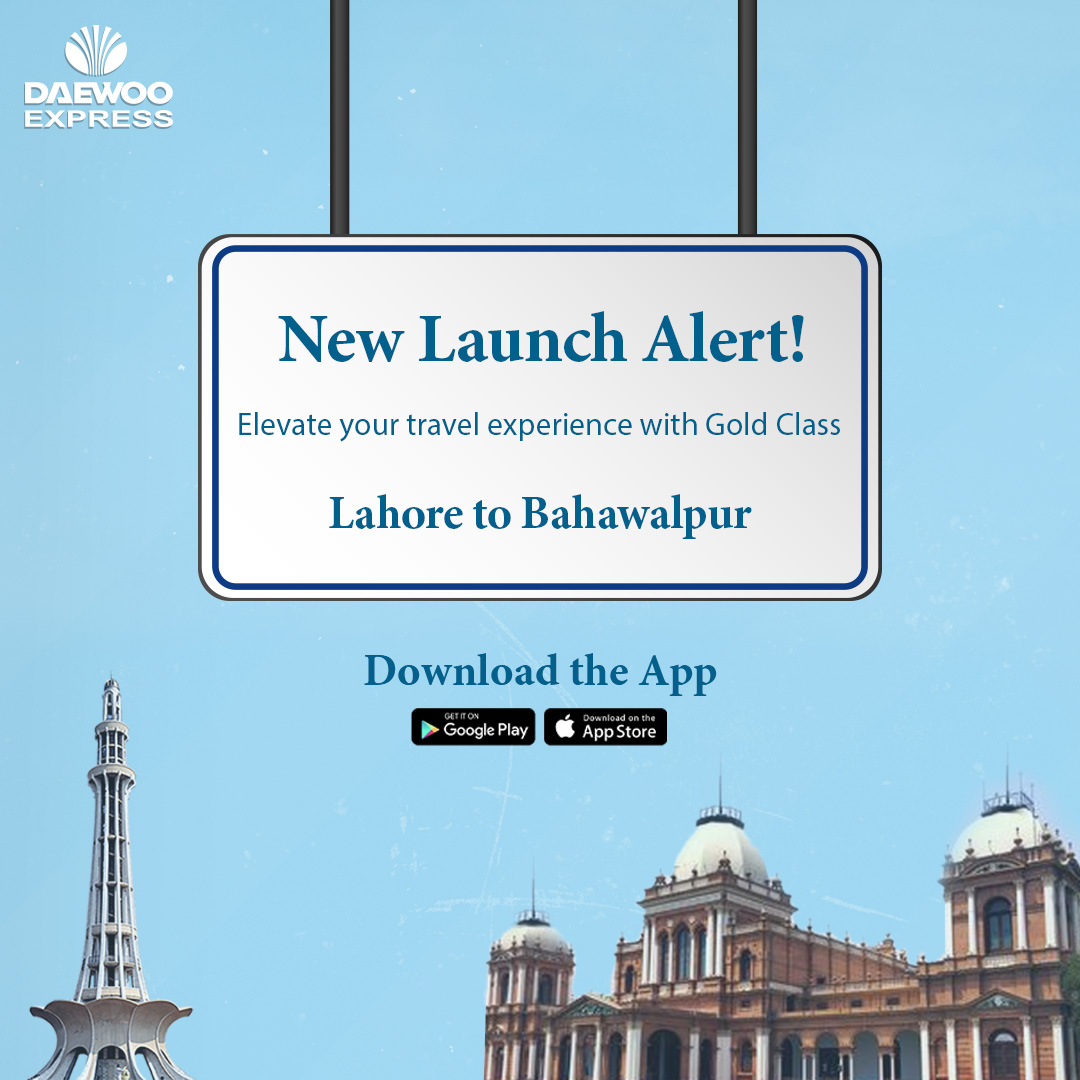 DAEWOO
EXPRESS
New Launch Alert!
Elevate your travel experience with Gold Class
Lahore to Bahawalpur
Download the App
GET IT ON
Google Play
Download on the
App Store